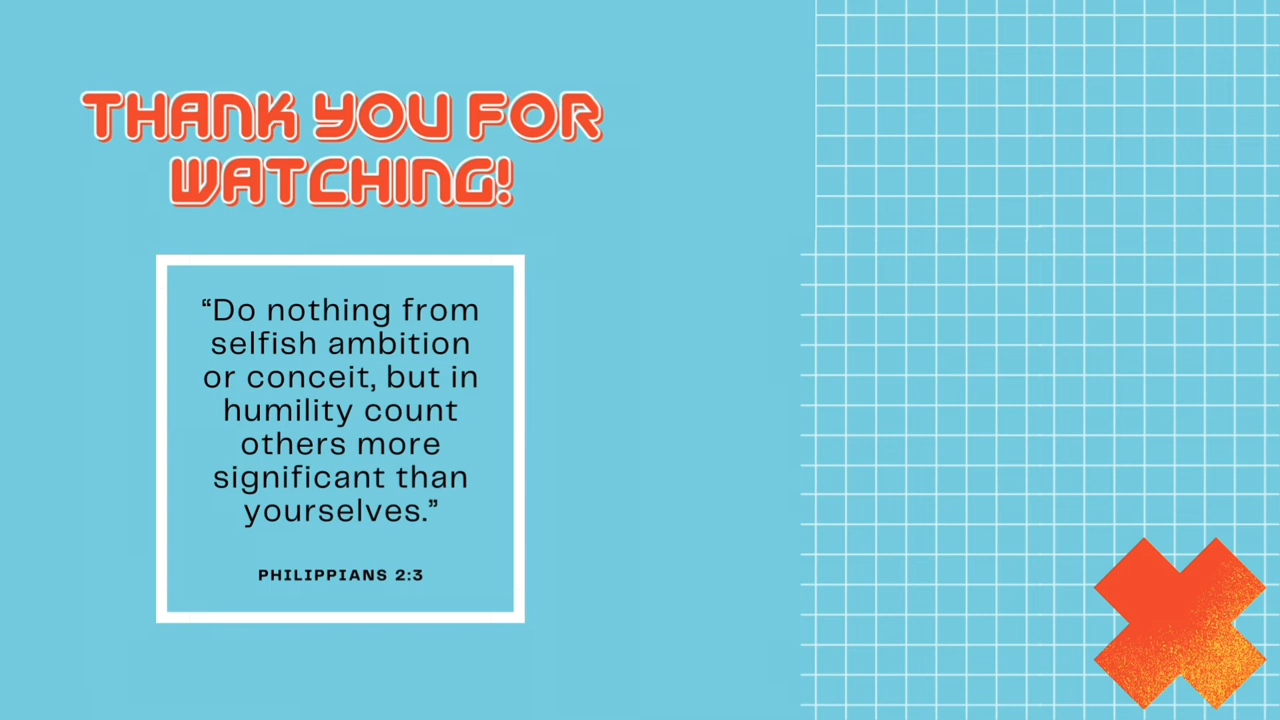 THANK YOU FOR
WATCHING!
“Do nothing from
selfish ambition
or conceit, but in
humility count
others more
significant than
yourselves.”
PHILIPPIANS 2:3